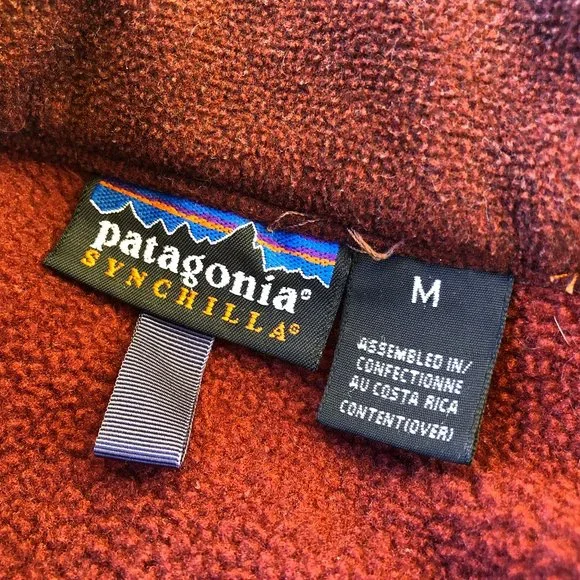 patagonia®
SYNCHILLA®
M
ASSEMBLED IN/
CONFECTIONNE
AU COSTA RICA
CONTENT(OVER)